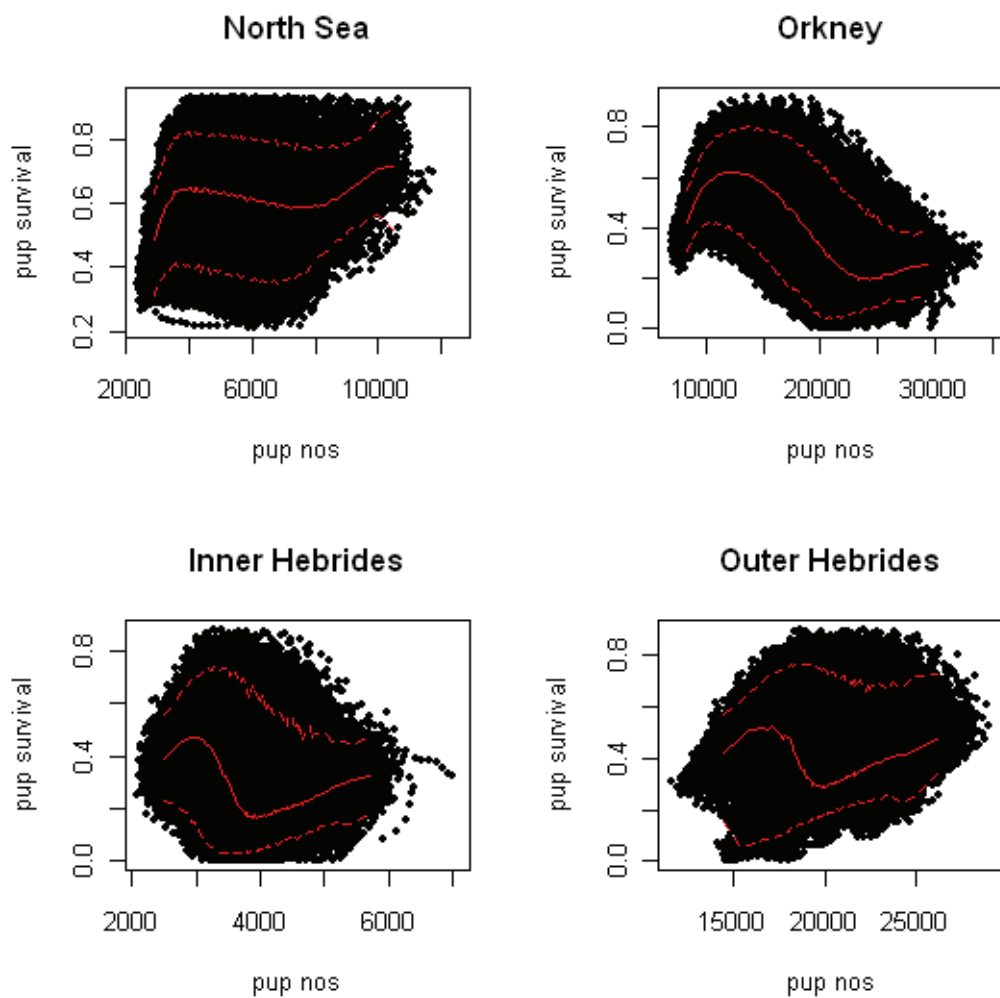 North Sea
pup survival
0.2 0.4 0.6 0.8
2000 6000 10000
pup nos
Orkney
pup survival
0.0 0.4 0.8
10000 20000 30000
pup nos
Inner Hebrides
pup survival
0.0 0.4 0.8
2000 4000 6000
pup nos
Outer Hebrides
pup survival
0.0 0.4 0.8
15000 20000 25000
pup nos